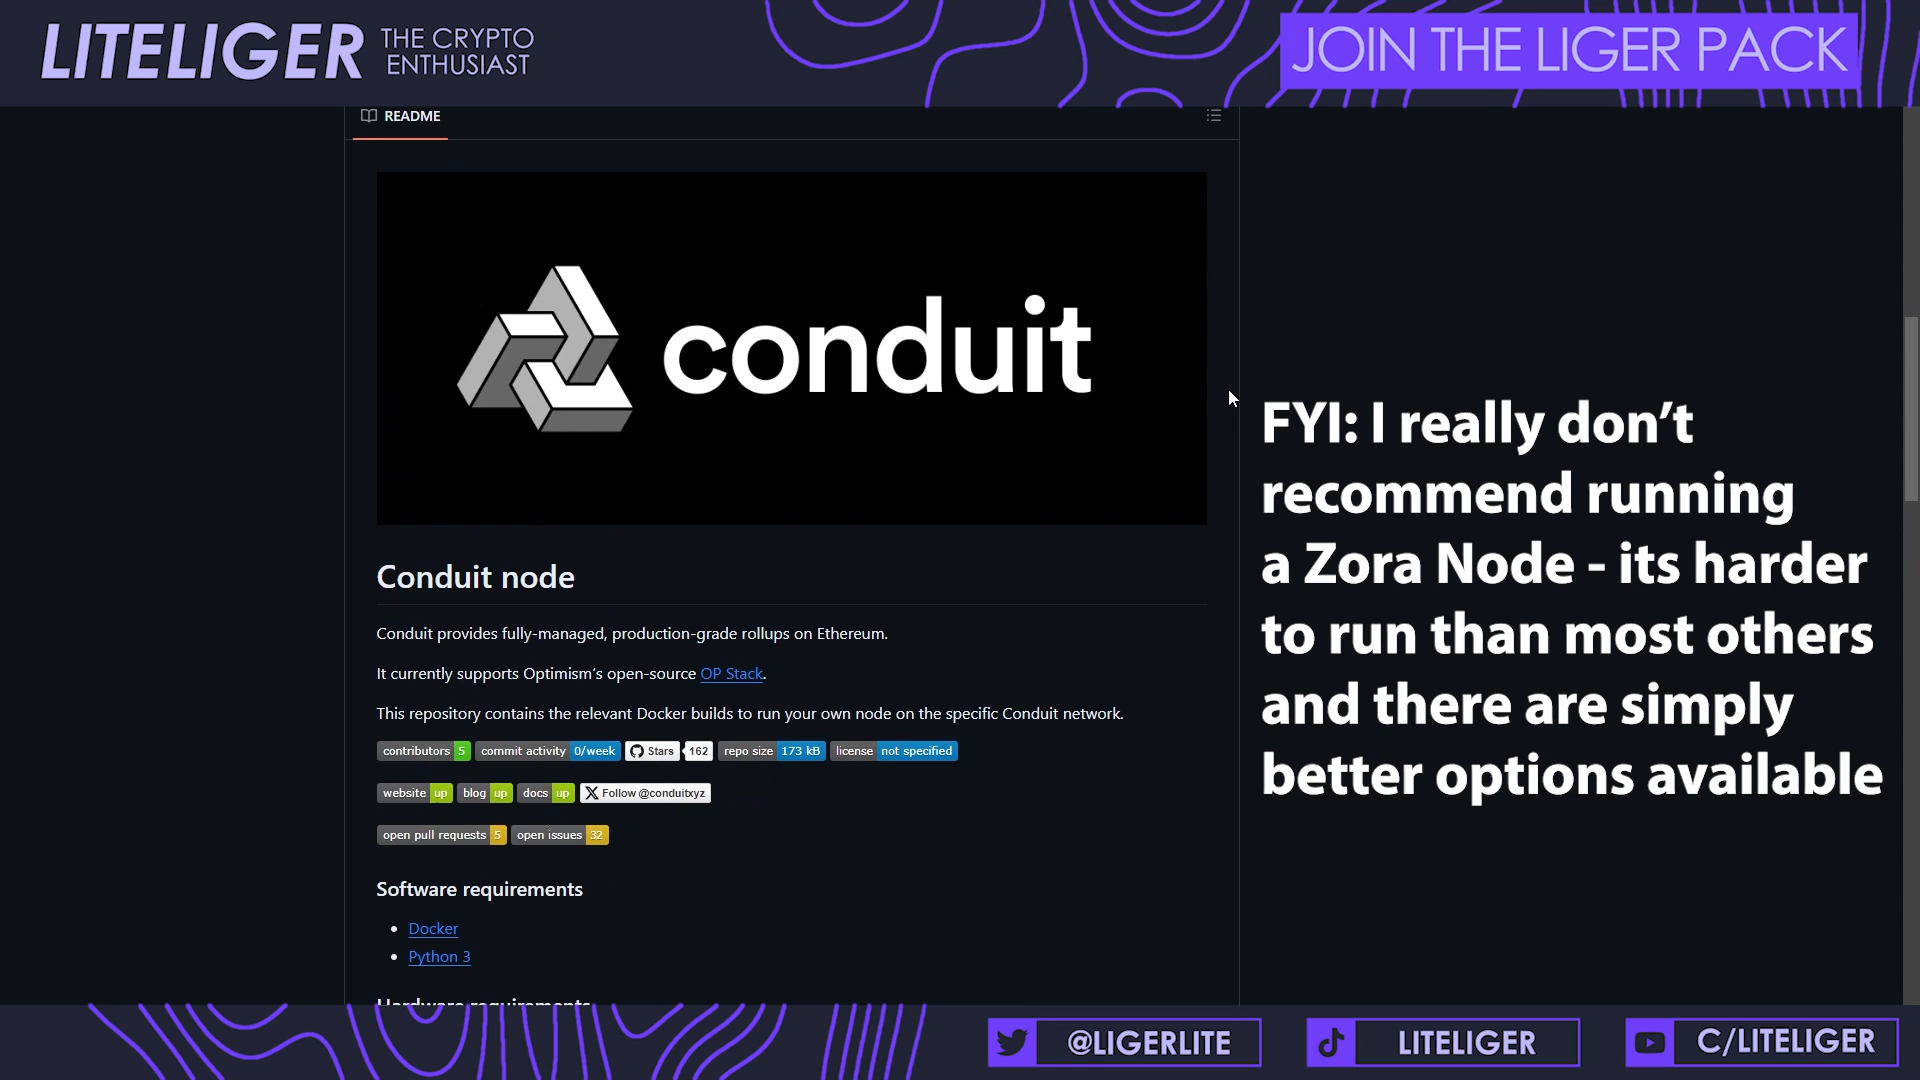 LITELIGER THE CRYPTO ENTHUSIAST
JOIN THE LIGER PACK
README
conduit
FYI: I really don’t
recommend running
a Zora Node - its harder
to run than most others
and there are simply
better options available
Conduit node
Conduit provides fully-managed, production-grade rollups on Ethereum.
It currently supports Optimism's open-source OP Stack.
This repository contains the relevant Docker builds to run your own node on the specific Conduit network.
contributors 5 commit activity 0/week Stars 162 repo size 173 kB license not specified
website up blog up docs up Follow @conduitxyz
open pull requests 5 open issues 32
Software requirements
Docker
Python 3
Hardware requirements
@LIGERLITE LITELIGER C/LITELIGER